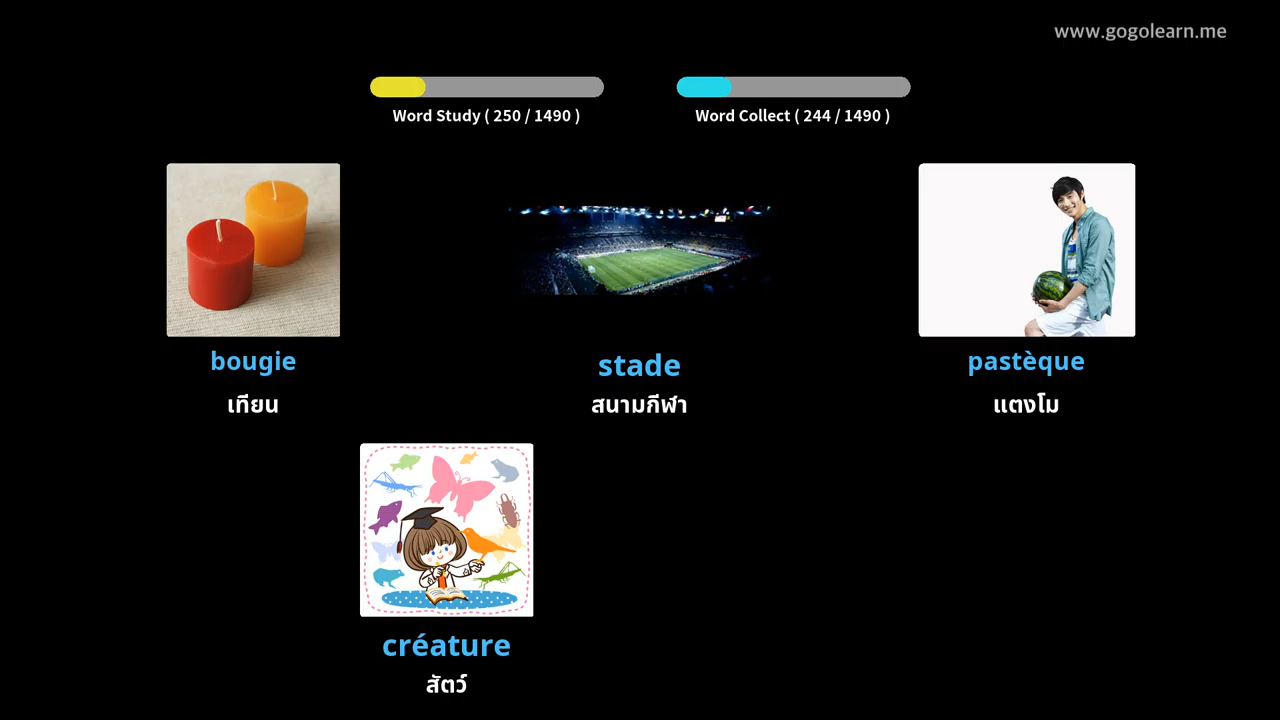 www.gogolearn.me
Word Study ( 250 / 1490 )
Word Collect ( 244 / 1490 )
bougie
เทียน
stade
สนามกีฬา
pastèque
แตงโม
créature
สัตว์